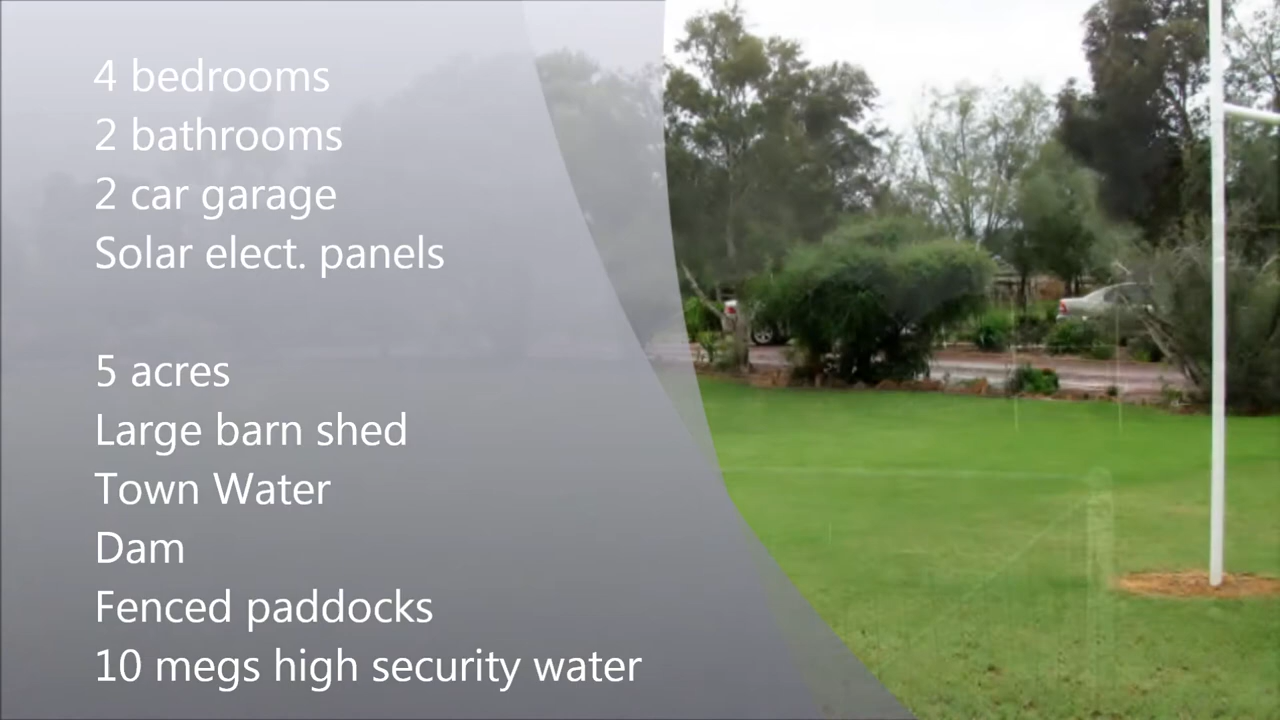 4 bedrooms
2 bathrooms
2 car garage
Solar elect. panels
5 acres
Large barn shed
Town Water
Dam
Fenced paddocks
10 megs high security water